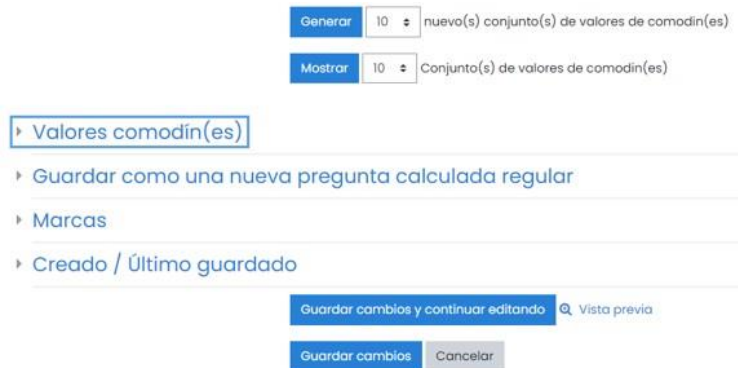 Generar 10 nuevo(s) conjunto(s) de valores de comodin(es)
Mostrar 10 Conjunto(s) de valores de comodin(es)
Valores comodín(es)
Guardar como una nueva pregunta calculada regular
Marcas
Creado / Último guardado
Guardar cambios y continuar editando Vista previa
Guardar cambios Cancelar